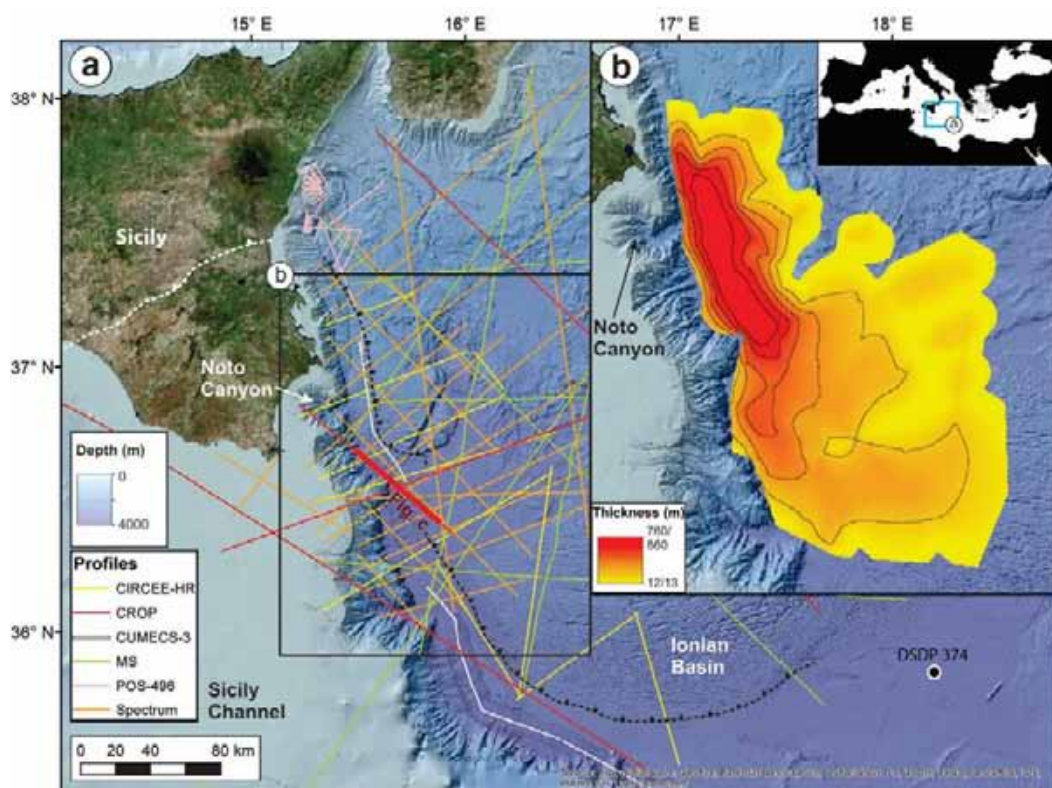 15° E
16° E
17° E
18° E
a
b
38° N
a
Sicily
b
Noto
Canyon
37° N
Noto
Canyon
Depth (m)
0
4000
Fig. c
Thickness (m)
760/
860
12/13
Profiles
CIRCEE-HR
CROP
CUMECS-3
MS
POS-496
Spectrum
36° N
Ionian
Basin
DSDP 374
Sicily
Channel
0 20 40 80 km